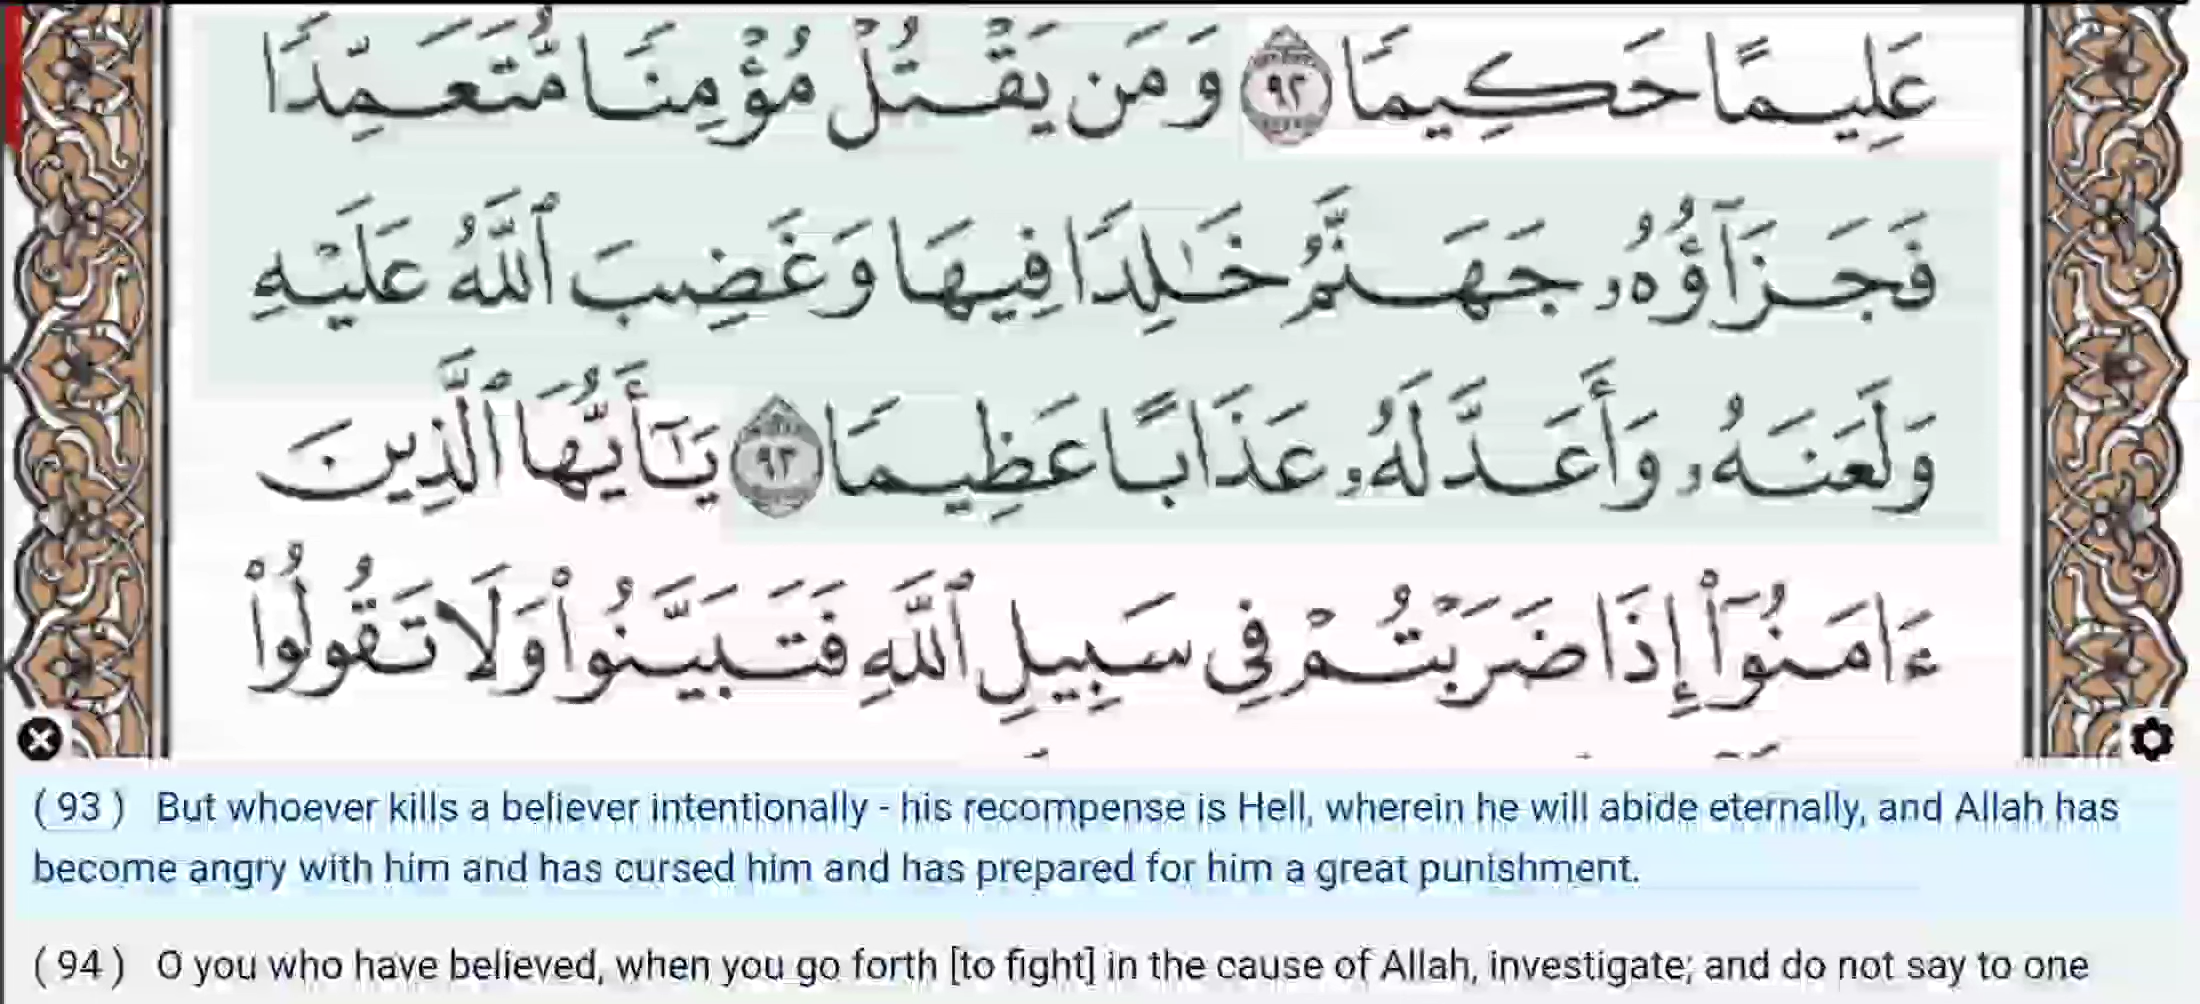 عَلِيمًا حَكِيمًا ٩٢ وَمَن يَقْتُلْ مُؤْمِنًا مُّتَعَمِّدًا
فَجَزَآؤُهُۥ جَهَنَّمُ خَٰلِدًا فِيهَا وَغَضِبَ ٱللَّهُ عَلَيْهِ
وَلَعَنَهُۥ وَأَعَدَّ لَهُۥ عَذَابًا عَظِيمًا ٩٣ يَٰٓأَيُّهَا ٱلَّذِينَ
ءَامَنُوٓا۟ إِذَا ضَرَبْتُمْ فِى سَبِيلِ ٱللَّهِ فَتَبَيَّنُوا۟ وَلَا تَقُولُوا۟
( 93 ) But whoever kills a believer intentionally - his recompense is Hell, wherein he will abide eternally, and Allah has
become angry with him and has cursed him and has prepared for him a great punishment.
( 94 ) O you who have believed, when you go forth [to fight] in the cause of Allah, investigate; and do not say to one